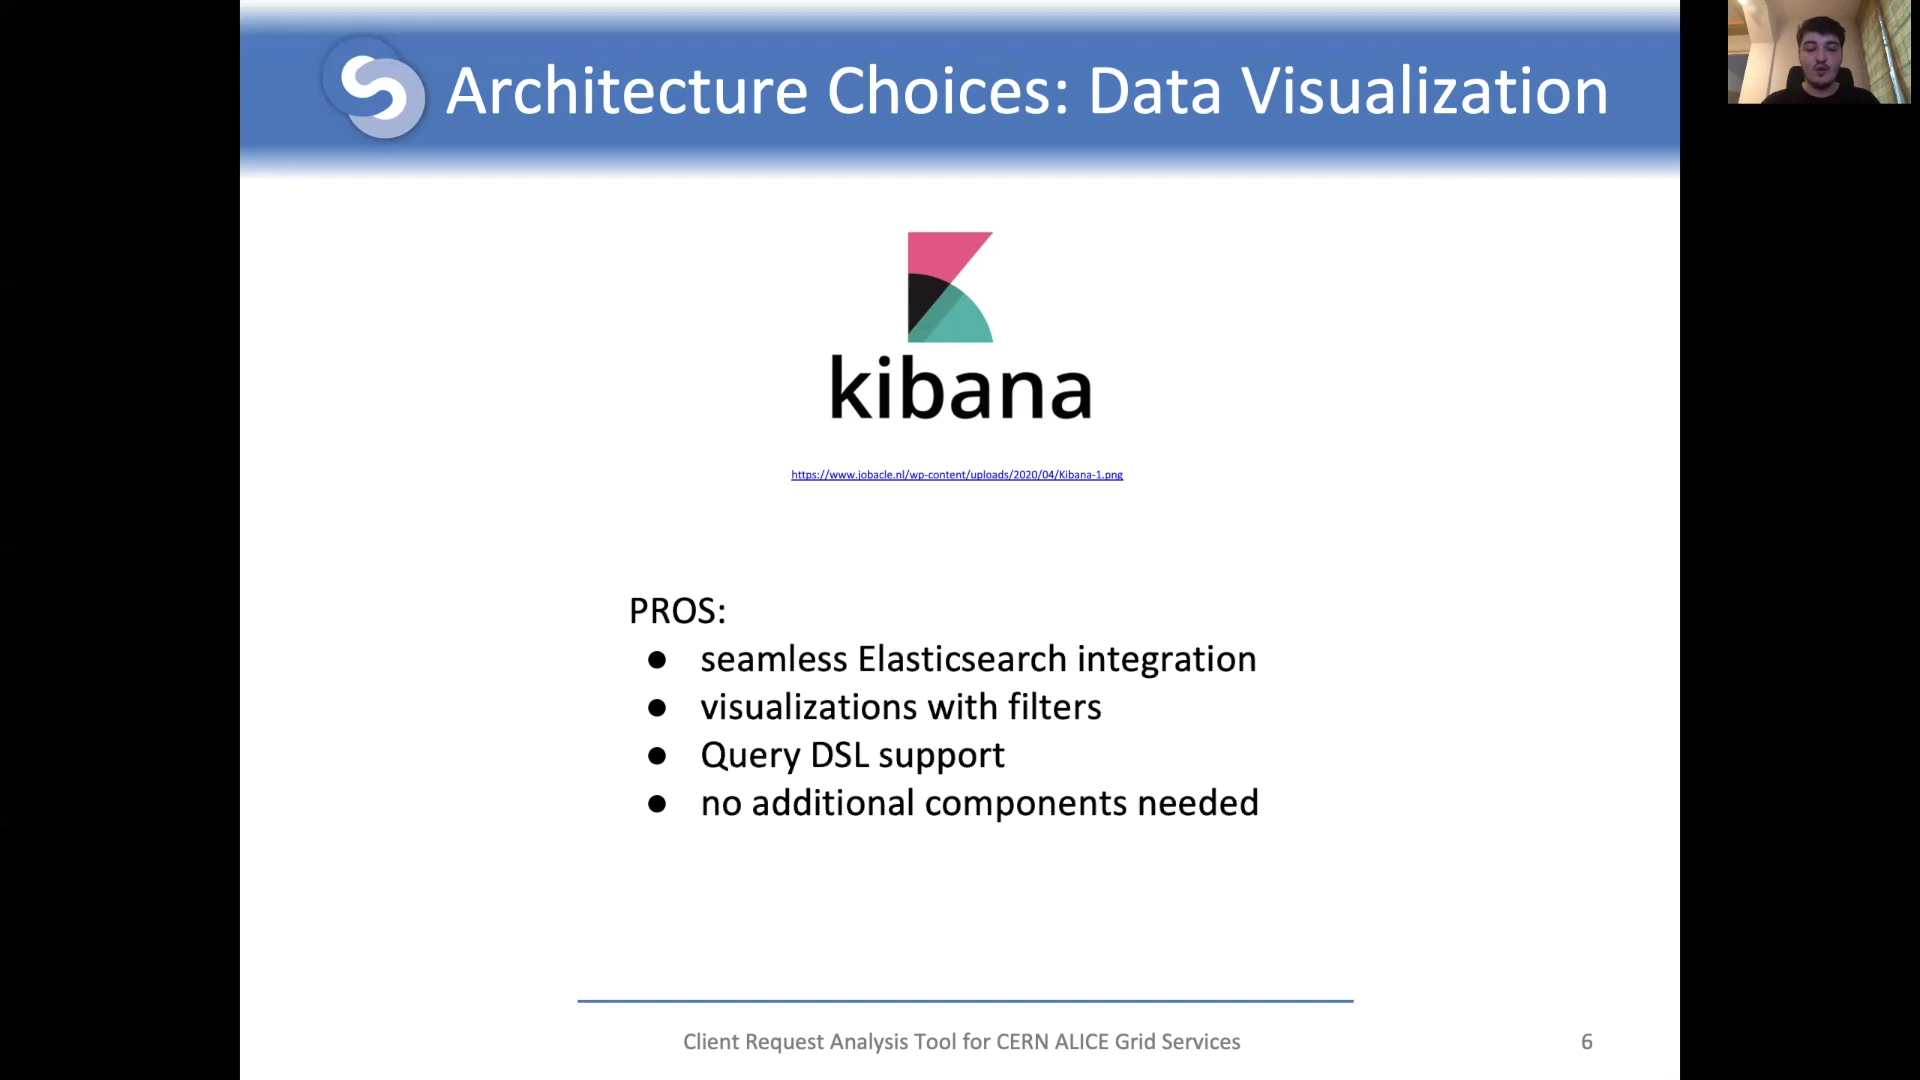 Architecture Choices: Data Visualization
kibana
https://www.jobacle.nl/wp-content/uploads/2020/04/Kibana-1.png
PROS:
● seamless Elasticsearch integration
● visualizations with filters
● Query DSL support
● no additional components needed
Client Request Analysis Tool for CERN ALICE Grid Services
6